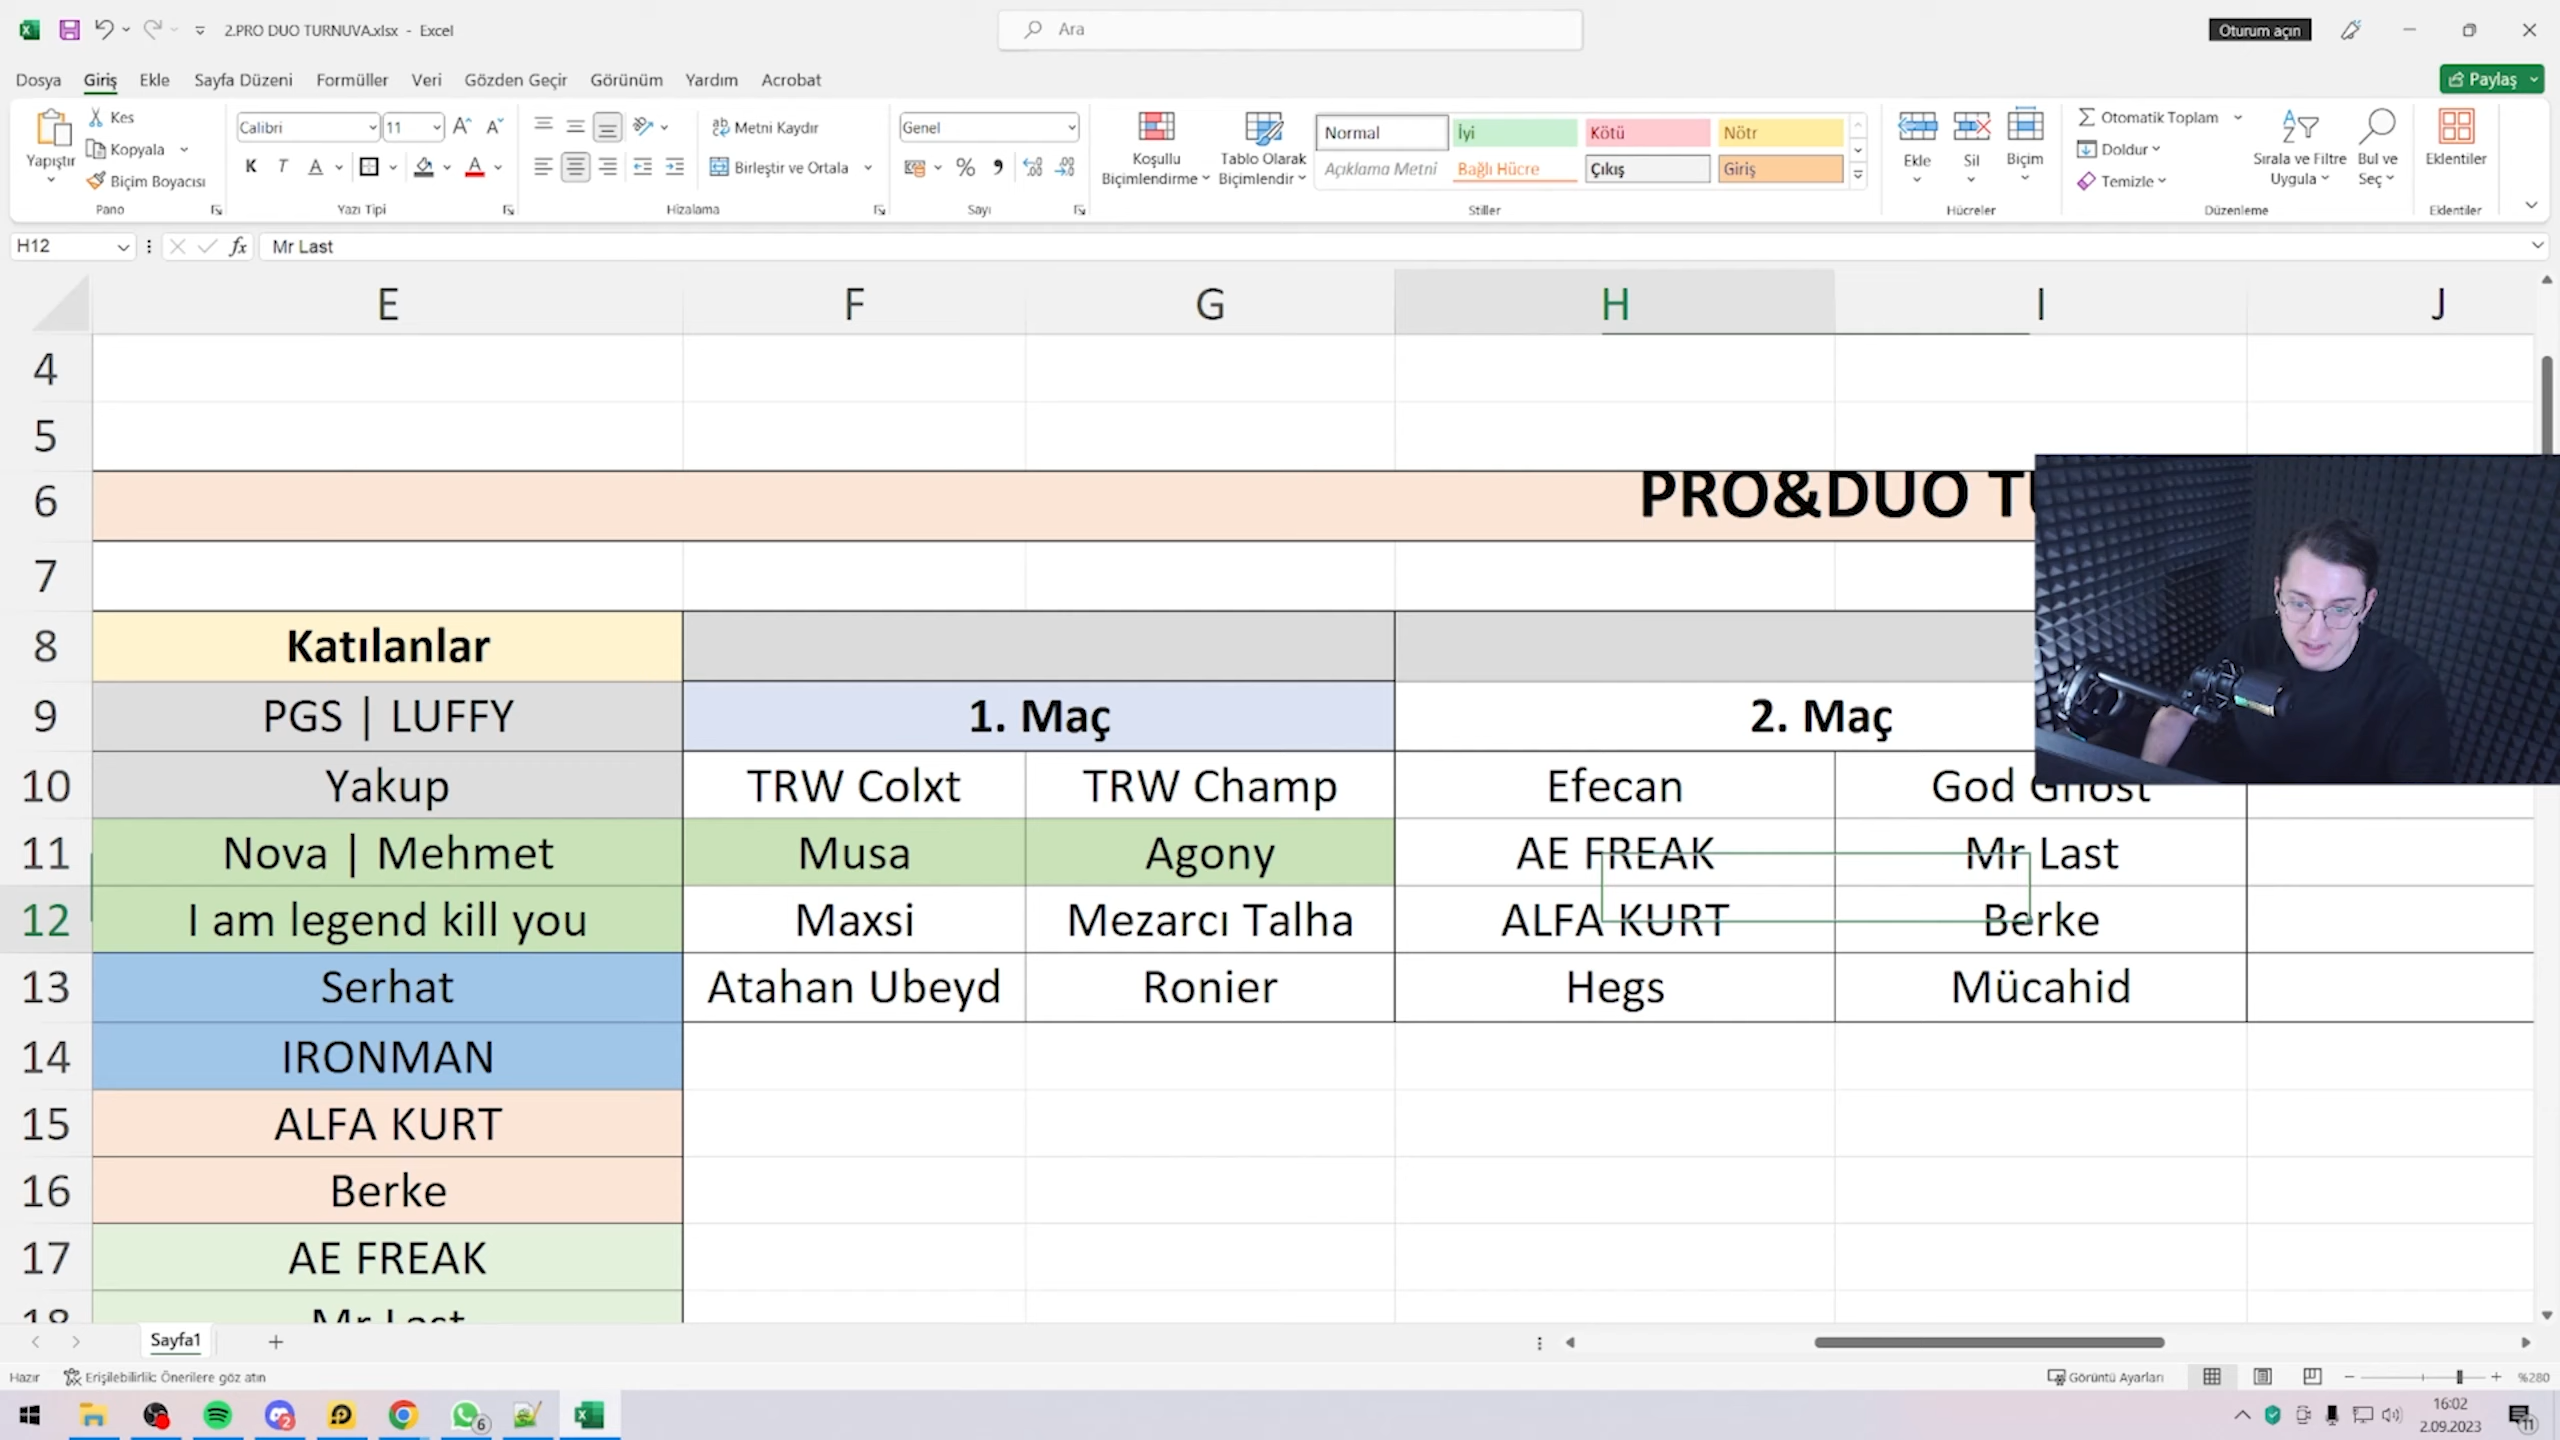 2.PRO DUO TURNUVA.xlsx - Excel
Ara
Oturum açın
Dosya Giriş Ekle Sayfa Düzeni Formüller Veri Gözden Geçir Görünüm Yardım Acrobat
Paylaş
Yapıştır
Kes
Kopyala
Biçim Boyacısı
Pano
Calibri 11
K T A
Yazı Tipi
Metni Kaydır
Birleştir ve Ortala
Hizalama
Genel
Sayı
Koşullu Biçimlendirme
Tablo Olarak Biçimlendir
Normal İyi Kötü Nötr
Açıklama Metni Bağlı Hücre Çıkış Giriş
Stiller
Ekle Sil Biçim
Hücreler
Otomatik Toplam
Doldur
Temizle
Sırala ve Filtre Uygula
Bul ve Seç
Düzenleme
Eklentiler
Eklentiler
H12 fx Mr Last
E F G H I J
4
5
6 PRO&DUO
7
8 Katılanlar
9 PGS | LUFFY 1. Maç 2. Maç
10 Yakup TRW Colxt TRW Champ Efecan God Ghost
11 Nova | Mehmet Musa Agony AE FREAK Mr Last
12 I am legend kill you Maxsi Mezarcı Talha ALFA KURT Berke
13 Serhat Atahan Ubeyd Ronier Hegs Mücahid
14 IRONMAN
15 ALFA KURT
16 Berke
17 AE FREAK
18 Mr Last
Sayfa1
Hazır Erişilebilirlik: Önerilere göz atın
Görüntü Ayarları
%280
2
6
16:02
2.09.2023
11